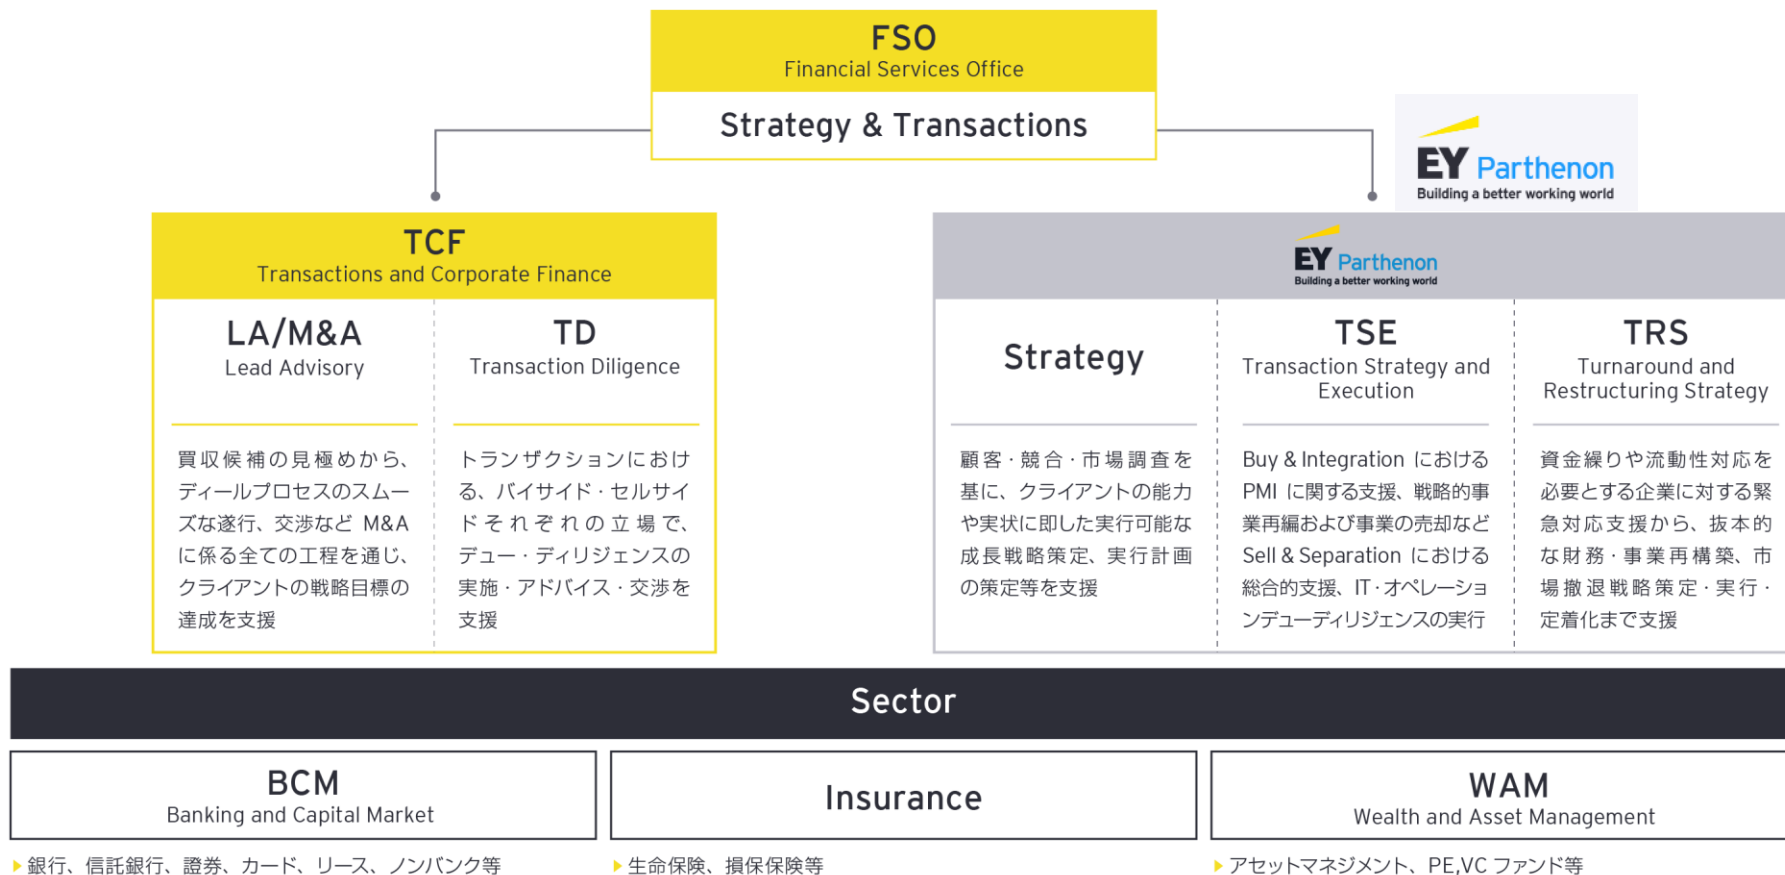 FSO
Financial Services Office
Strategy & Transactions
EY Parthenon
Building a better working world
TCF
Transactions and Corporate Finance
LA/M&A
Lead Advisory
買収候補の見極めから、
ディールプロセスのスムー
ズな遂行、交渉など M&A
に係る全ての工程を通じ、
クライアントの戦略目標の
達成を支援
TD
Transaction Diligence
トランザクションにおけ
る、バイサイド・セルサイ
ドそれぞれの立場で、
デュー・ディリジェンスの
実施・アドバイス・交渉を
支援
EY Parthenon
Building a better working world
Strategy
顧客・競合・市場調査を
基に、クライアントの能力
や実状に即した実行可能な
成長戦略策定、実行計画
の策定等を支援
TSE
Transaction Strategy and
Execution
Buy & Integration における
PMI に関する支援、戦略的事
業再編および事業の売却など
Sell & Separation における
総合的支援、IT・オペレーショ
ンデューディリジェンスの実行
TRS
Turnaround and
Restructuring Strategy
資金繰りや流動性対応を
必要とする企業に対する緊
急対応支援から、抜本的
な財務・事業再構築、市
場撤退戦略策定・実行・
定着化まで支援
Sector
BCM
Banking and Capital Market
銀行、信託銀行、證券、カード、リース、ノンバンク等
Insurance
生命保険、損保保険等
WAM
Wealth and Asset Management
アセットマネジメント、PE,VC ファンド等